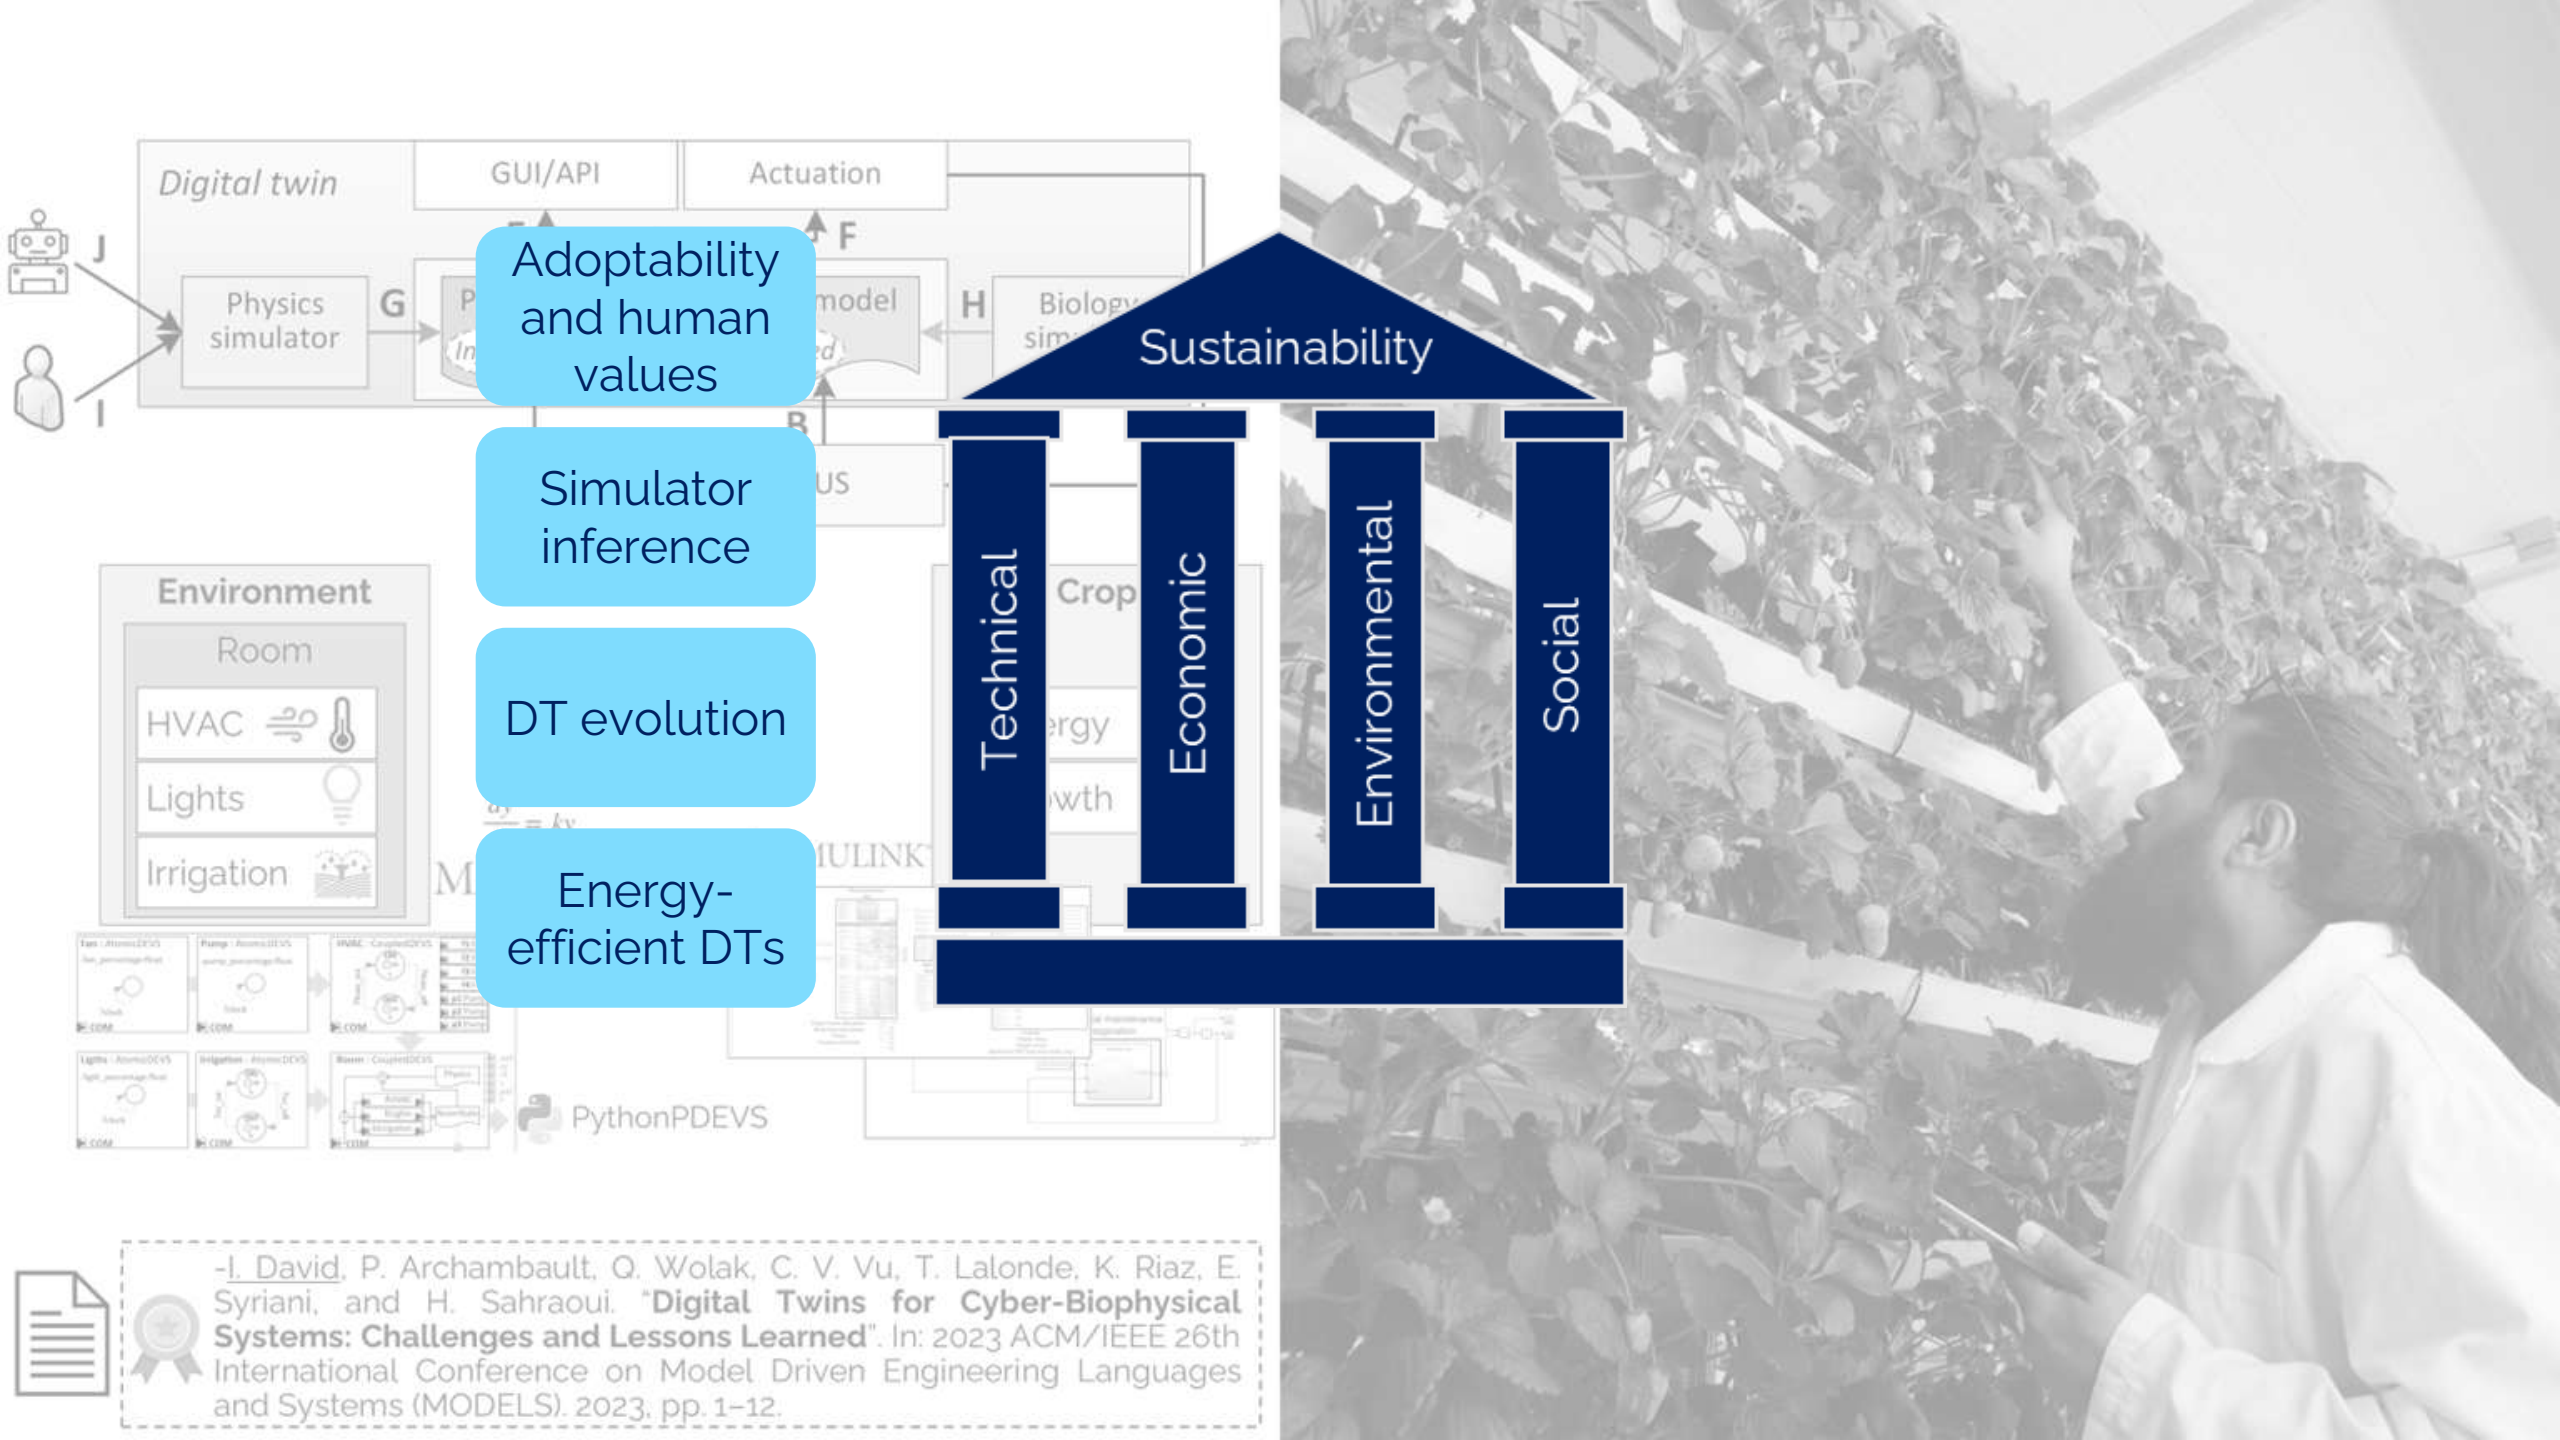 Digital twin
GUI/API
Actuation
J
F
Physics
simulator
G
model
H
Biology
I
B
US
Adoptability
and human
values
Simulator
inference
DT evolution
Energy-
efficient DTs
Sustainability
Technical
Economic
Environmental
Social
Environment
Room
HVAC
Lights
Irrigation
Crop
PythonPDEVS
-I. David, P. Archambault, Q. Wolak, C. V. Vu, T. Lalonde, K. Riaz, E.
Syriani, and H. Sahraoui. "Digital Twins for Cyber-Biophysical
Systems: Challenges and Lessons Learned". In: 2023 ACM/IEEE 26th
International Conference on Model Driven Engineering Languages
and Systems (MODELS). 2023, pp. 1–12.